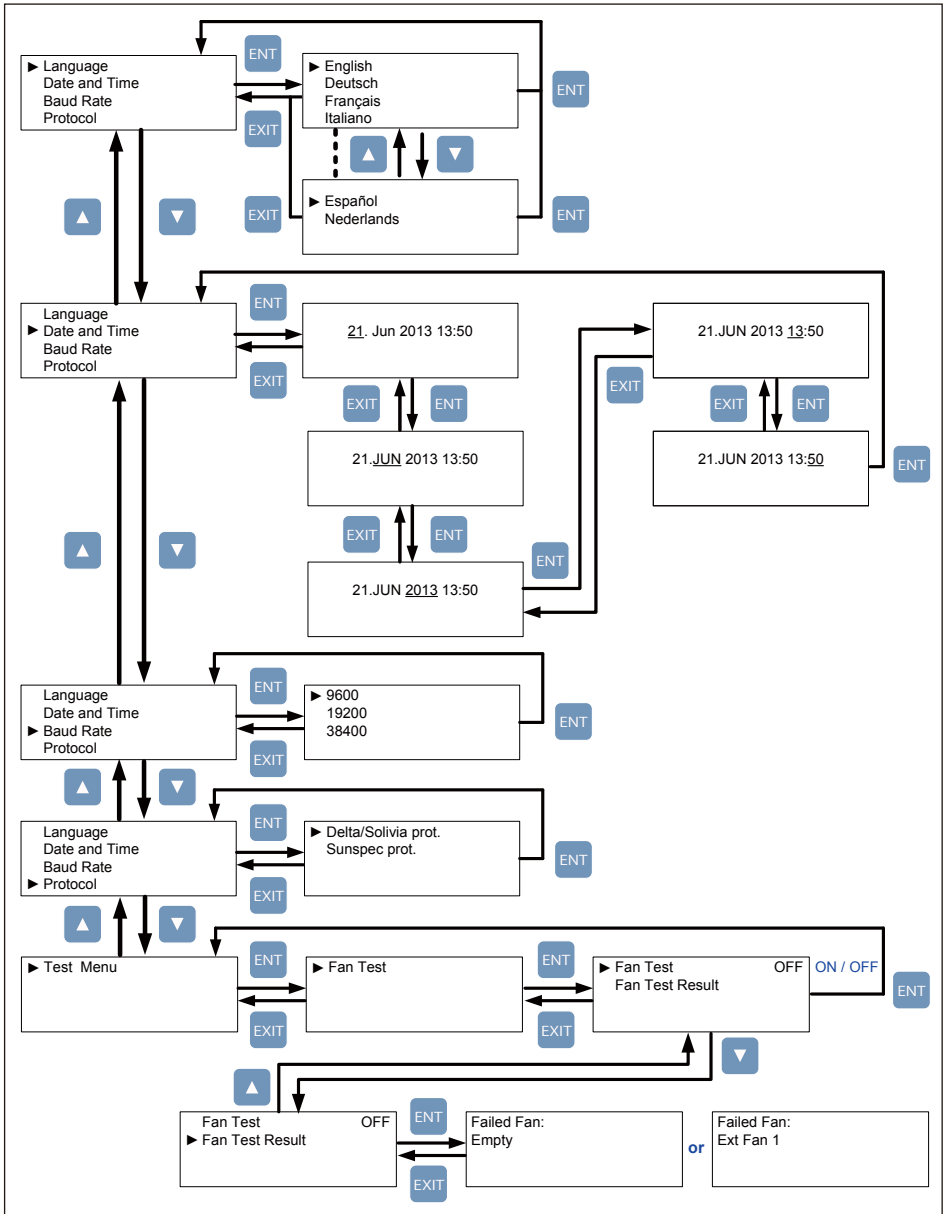 ENT
► Language
Date and Time
Baud Rate
Protocol
► English
Deutsch
Français
Italiano
ENT
EXIT
▲ ▼
EXIT
► Español
Nederlands
ENT
▲ ▼
ENT
Language
► Date and Time
Baud Rate
Protocol
21. Jun 2013 13:50
21.JUN 2013 13:50
EXIT
EXIT
EXIT ENT
EXIT ENT
21.JUN 2013 13:50
21.JUN 2013 13:50
ENT
EXIT ENT
▲ ▼
ENT
21.JUN 2013 13:50
Language
Date and Time
► Baud Rate
Protocol
ENT
► 9600
19200
38400
ENT
EXIT
▲ ▼
Language
Date and Time
Baud Rate
► Protocol
ENT
► Delta/Solivia prot.
Sunspec prot.
ENT
EXIT
▲ ▼
► Test Menu
ENT
► Fan Test
ENT
► Fan Test OFF ON / OFF
Fan Test Result
ENT
EXIT
EXIT
▲
▼
Fan Test OFF
► Fan Test Result
ENT
EXIT
Failed Fan:
Empty
or
Failed Fan:
Ext Fan 1